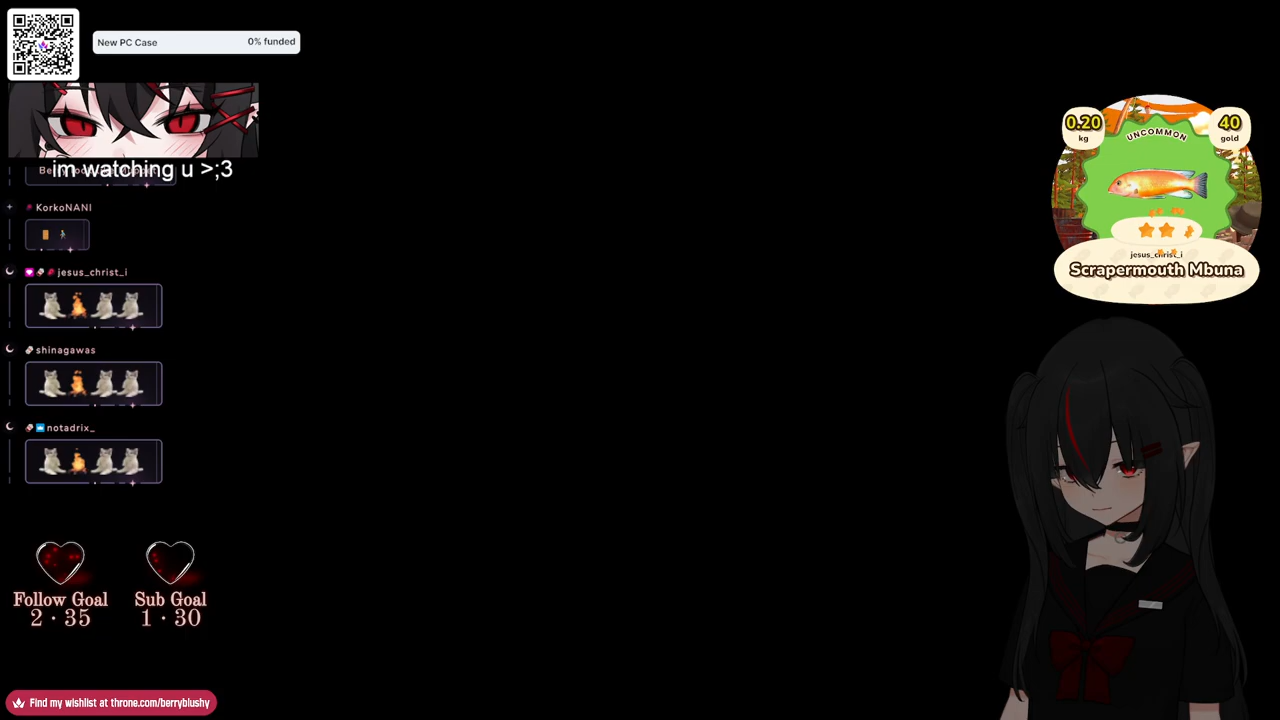 New PC Case 0% funded
im watching u >;3
KorkoNANI
jesus_christ_i
shinagawas
notadrix_
Follow Goal
2 · 35
Sub Goal
1 · 30
Find my wishlist at throne.com/berryblushy
0.20
kg
UNCOMMON
40
gold
jesus_christ_i
Scrapermouth Mbuna